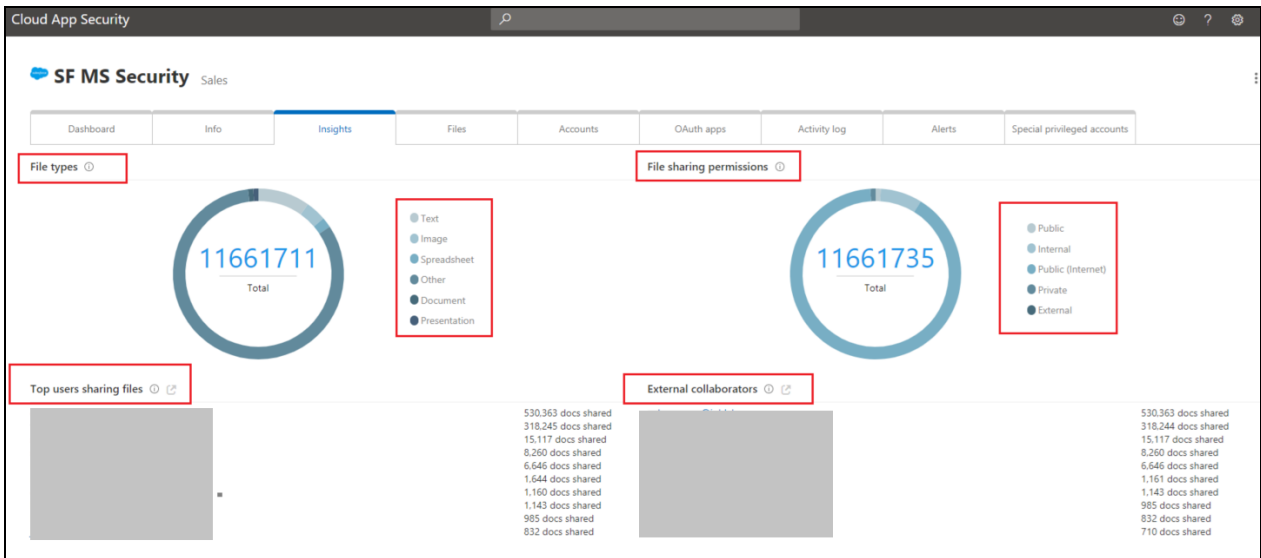 Cloud App Security
SF MS Security Sales
Dashboard Info Insights Files Accounts OAuth apps Activity log Alerts Special privileged accounts
File types
11661711
Total
Text
Image
Spreadsheet
Other
Document
Presentation
File sharing permissions
11661735
Total
Public
Internal
Public (Internet)
Private
External
Top users sharing files
530,363 docs shared
318,245 docs shared
15,117 docs shared
8,260 docs shared
6,646 docs shared
1,644 docs shared
1,160 docs shared
1,143 docs shared
985 docs shared
832 docs shared
External collaborators
530,363 docs shared
318,244 docs shared
15,117 docs shared
8,260 docs shared
6,646 docs shared
1,161 docs shared
1,143 docs shared
985 docs shared
832 docs shared
710 docs shared